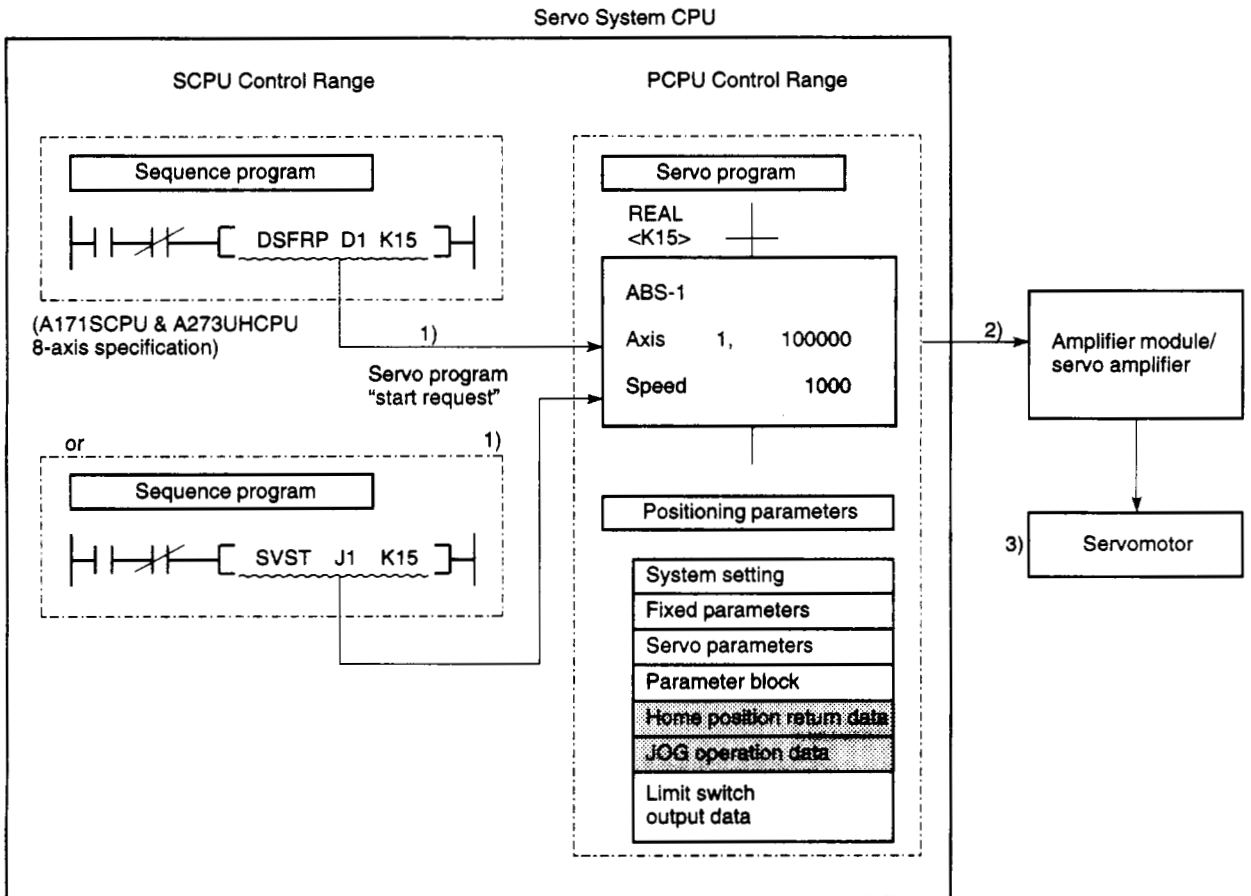 Servo System CPU
SCPU Control Range
PCPU Control Range
Sequence program
DSFRP D1 K15
(A171SCPU & A273UHCPU
8-axis specification)
1)
Servo program
"start request"
or
1)
Sequence program
SVST J1 K15
Servo program
REAL
<K15>
ABS-1
Axis 1, 100000
Speed 1000
Positioning parameters
System setting
Fixed parameters
Servo parameters
Parameter block
Home position return data
JOG operation data
Limit switch
output data
2)
Amplifier module/
servo amplifier
3)
Servomotor